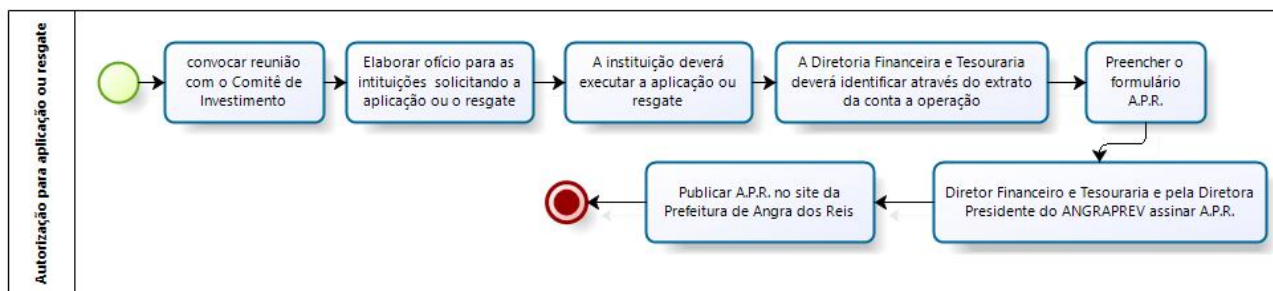 Autorização para aplicação ou resgate
convocar reunião
com o Comitê de
Investimento
Elaborar ofício para as
intituições solicitando a
aplicação ou o resgate
A instituição deverá
executar a aplicação ou
resgate
A Diretoria Financeira e Tesouraria
deverá identificar através do extrato
da conta a operação
Preencher o
formulário
A.P.R.
Diretor Financeiro e Tesouraria e pela Diretora
Presidente do ANGRAPREV assinar A.P.R.
Publicar A.P.R. no site da
Prefeitura de Angra dos Reis